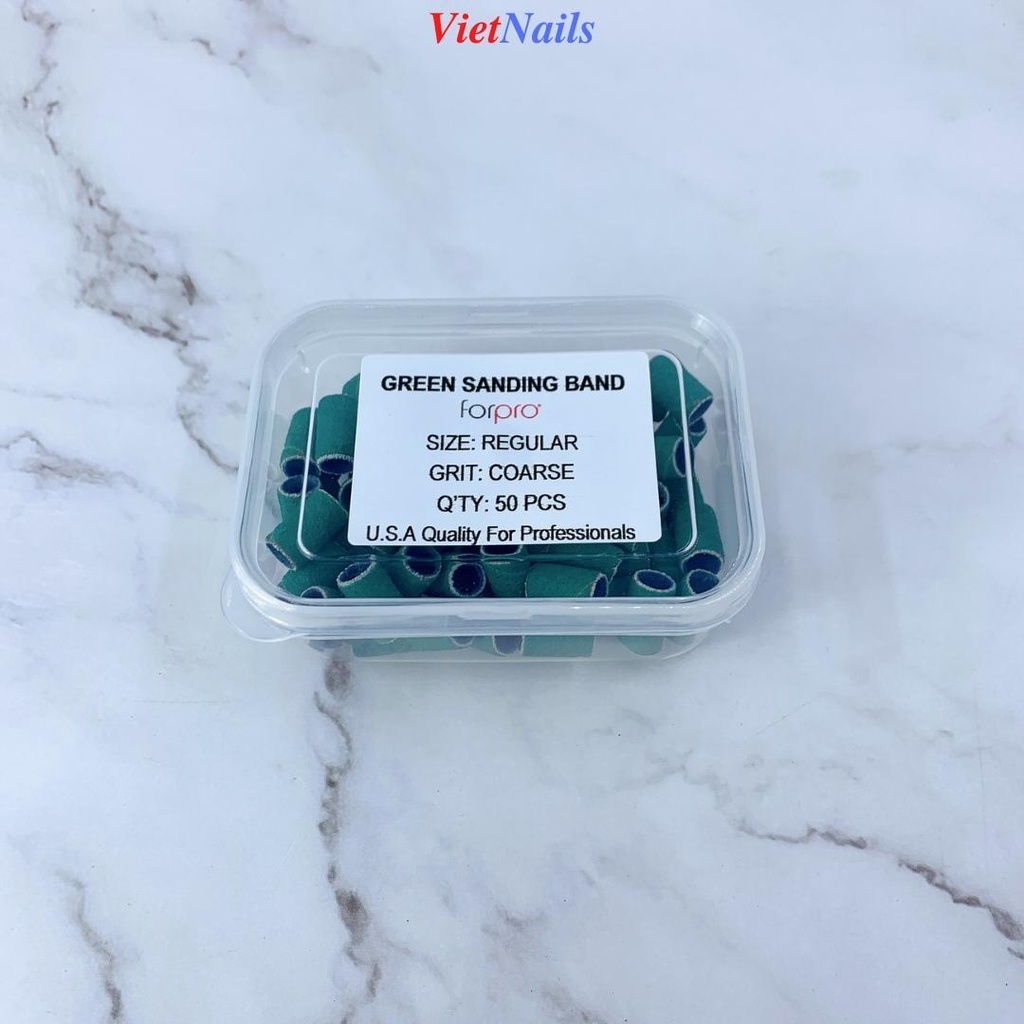 VietNails
GREEN SANDING BAND
forpro
SIZE: REGULAR
GRIT: COARSE
Q'TY: 50 PCS
U.S.A Quality For Professionals